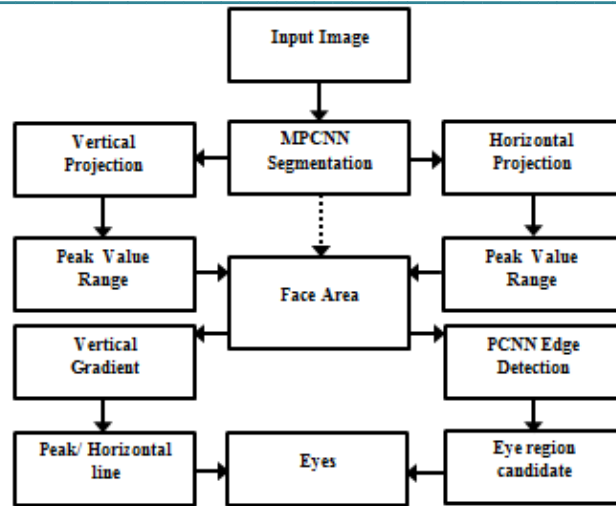 Input Image
Vertical
Projection
MPCNN
Segmentation
Horizontal
Projection
Peak Value
Range
Face Area
Peak Value
Range
Vertical
Gradient
PCNN Edge
Detection
Peak/ Horizontal
line
Eyes
Eye region
candidate